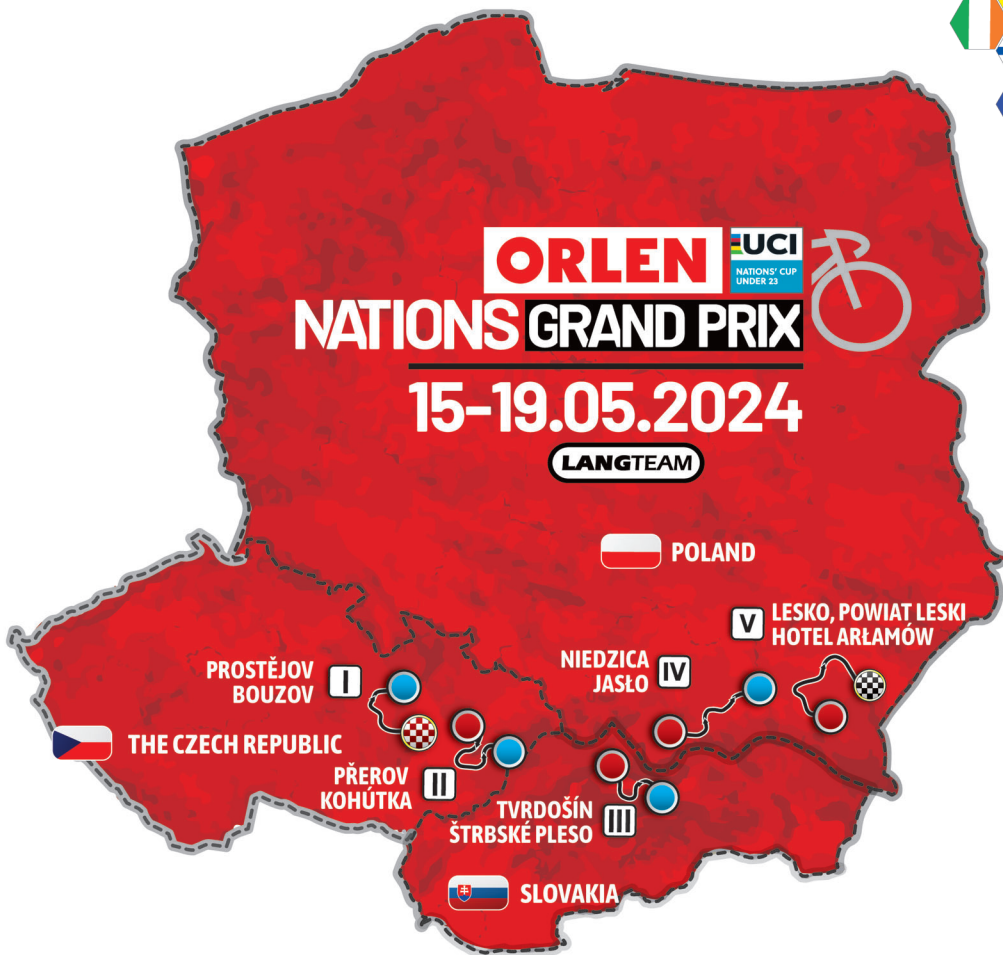 ORLEN
UCI
NATIONS' CUP
UNDER 23
NATIONS GRAND PRIX
15-19.05.2024
LANGTEAM
POLAND
V
LESKO, POWIAT LESKI
HOTEL ARŁAMÓW
NIEDZICA
JASŁO
IV
PROSTĚJOV
BOUZOV
I
THE CZECH REPUBLIC
PŘEROV
KOHÚTKA
II
TVRDOŠÍN
ŠTRBSKÉ PLESO
III
SLOVAKIA